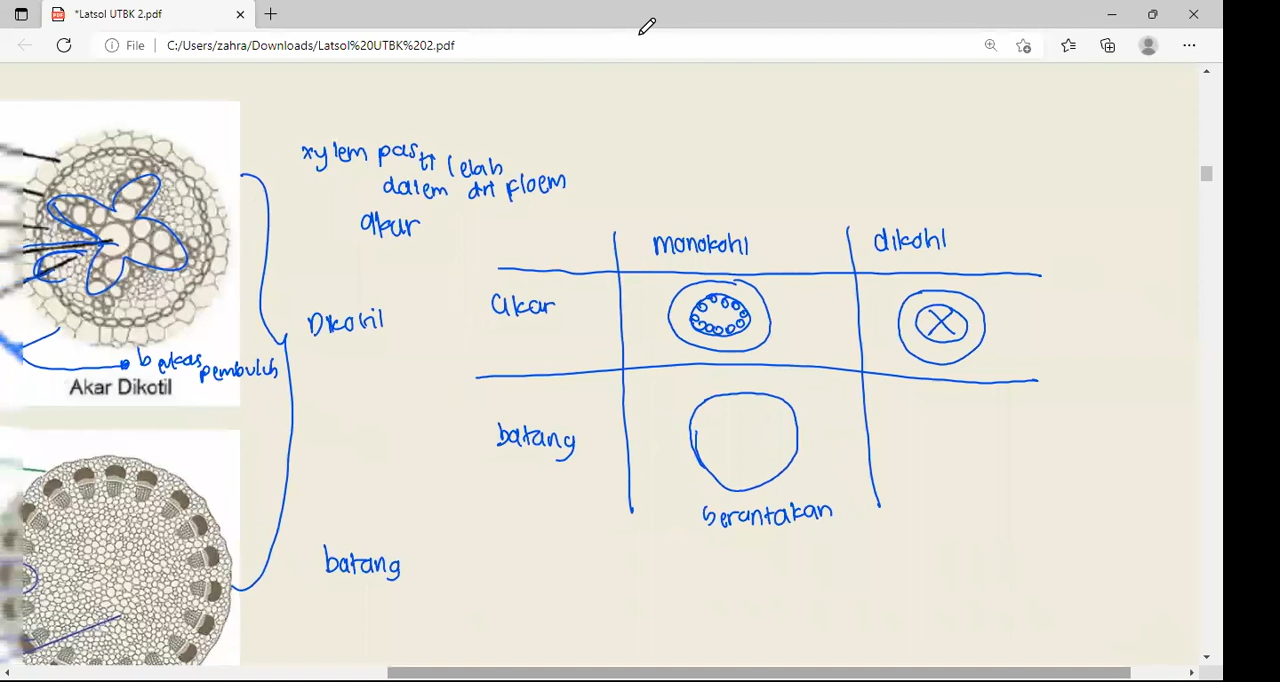 *Latsol UTBK 2.pdf
File
C:/Users/zahra/Downloads/Latsol%20UTBK%202.pdf
xylem pasti lebih
dalem dri floem
akar
Dikotil
berkas
pembuluh
Akar Dikotil
batang
monokotil
dikotil
akar
batang
berantakan